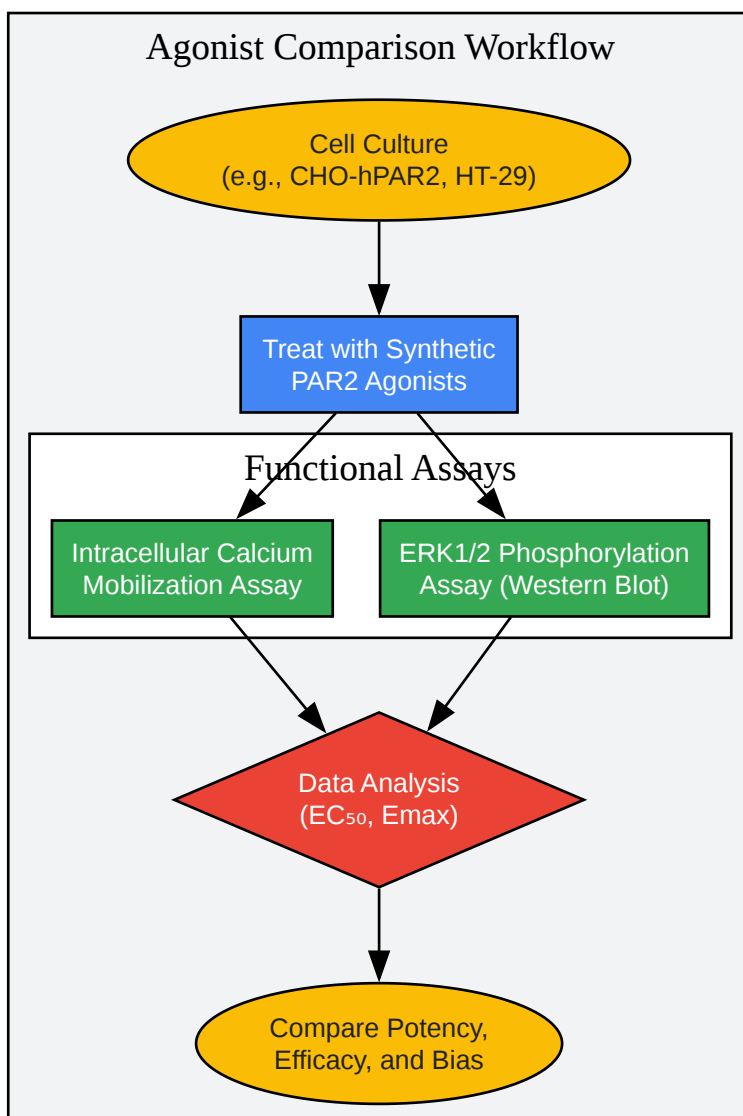 Agonist Comparison Workflow
Cell Culture
(e.g., CHO-hPAR2, HT-29)
Treat with Synthetic
PAR2 Agonists
Functional Assays
Intracellular Calcium
Mobilization Assay
ERK1/2 Phosphorylation
Assay (Western Blot)
Data Analysis
(EC₅₀, Emax)
Compare Potency,
Efficacy, and Bias